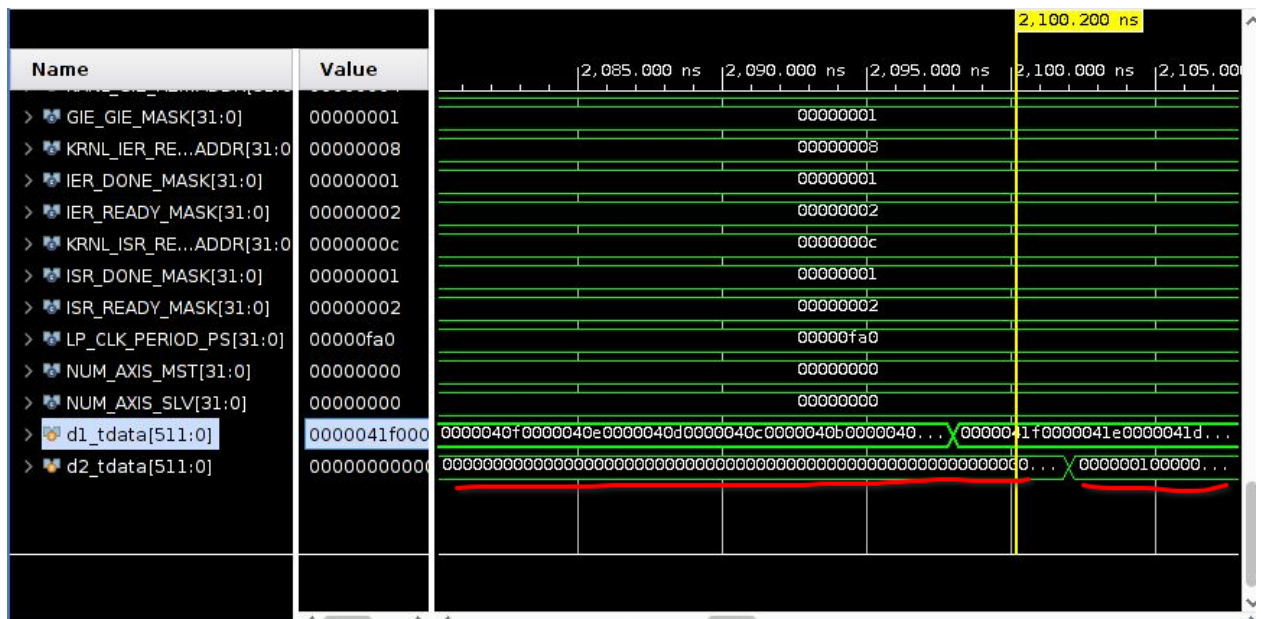 2,100.200 ns
Name Value 2,085.000 ns 2,090.000 ns 2,095.000 ns 2,100.000 ns 2,105.00
GIE_GIE_MASK[31:0] 00000001 00000001
KRNL_IER_RE...ADDR[31:0 00000008 00000008
IER_DONE_MASK[31:0] 00000001 00000001
IER_READY_MASK[31:0] 00000002 00000002
KRNL_ISR_RE...ADDR[31:0 0000000c 0000000c
ISR_DONE_MASK[31:0] 00000001 00000001
ISR_READY_MASK[31:0] 00000002 00000002
LP_CLK_PERIOD_PS[31:0] 00000fa0 00000fa0
NUM_AXIS_MST[31:0] 00000000 00000000
NUM_AXIS_SLV[31:0] 00000000 00000000
d1_tdata[511:0] 0000041f000 0000040f0000040e0000040d0000040c0000040b0000040... 0000041f0000041e0000041d...
d2_tdata[511:0] 00000000000 000000100000...